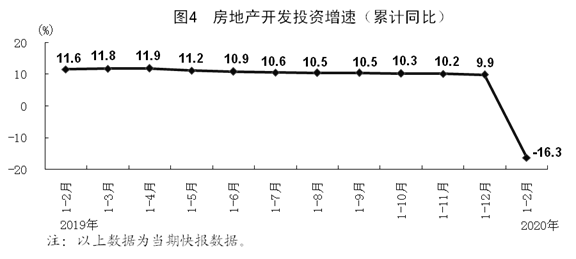 图4 房地产开发投资增速（累计同比）
(%)
20
10
0
-10
-20
11.6 11.8 11.9 11.2 10.9 10.6 10.5 10.5 10.3 10.2 9.9 -16.3
1-2月 1-3月 1-4月 1-5月 1-6月 1-7月 1-8月 1-9月 1-10月 1-11月 1-12月 1-2月
2019年 2020年
注：以上数据为当期快报数据。